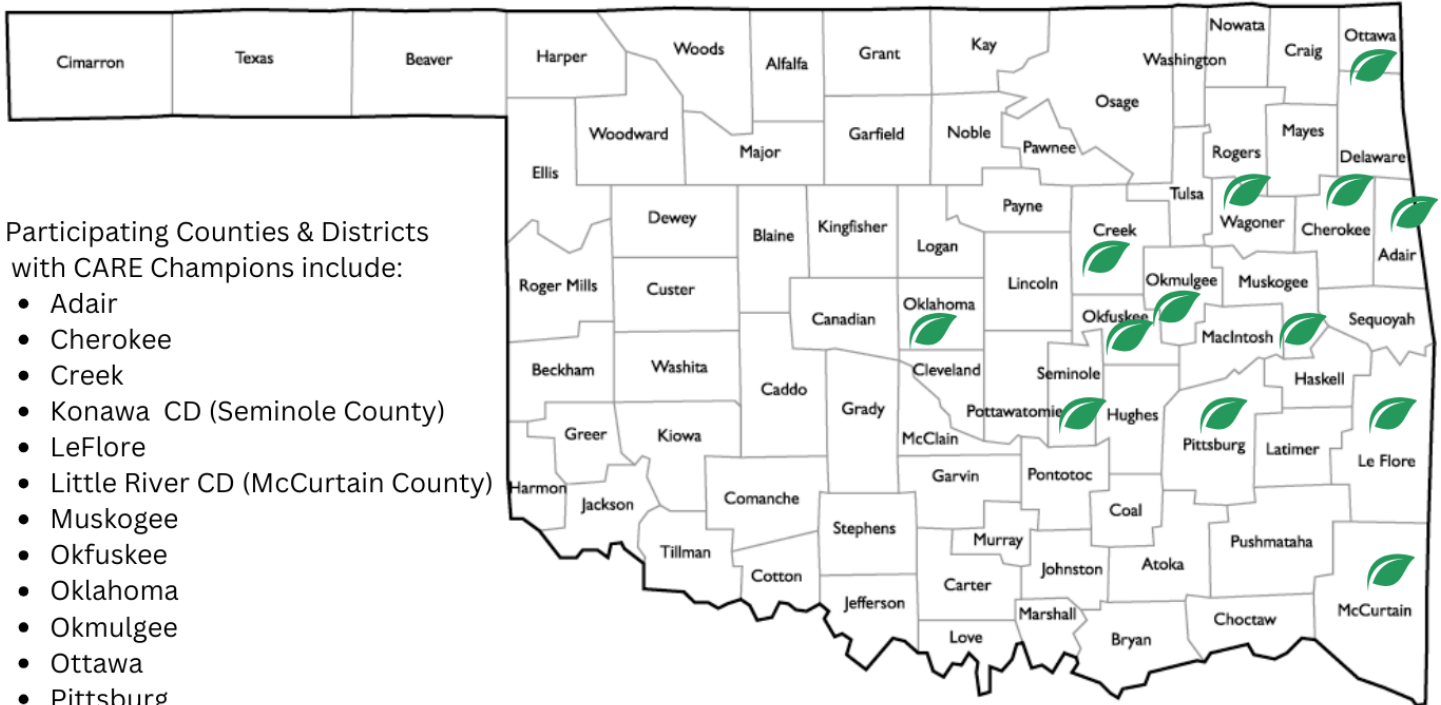 Cimarron
Texas
Beaver
Harper
Woods
Alfalfa
Grant
Kay
Washington
Nowata
Craig
Ottawa
Osage
Woodward
Major
Garfield
Noble
Pawnee
Rogers
Mayes
Delaware
Ellis
Dewey
Blaine
Kingfisher
Logan
Payne
Creek
Tulsa
Wagoner
Cherokee
Adair
Participating Counties & Districts
with CARE Champions include:
• Adair
• Cherokee
• Creek
• Konawa CD (Seminole County)
• LeFlore
• Little River CD (McCurtain County)
• Muskogee
• Okfuskee
• Oklahoma
• Okmulgee
• Ottawa
• Pittsburg
Roger Mills
Custer
Canadian
Oklahoma
Lincoln
Okfuskee
Okmulgee
Muskogee
MacIntosh
Sequoyah
Beckham
Washita
Caddo
Grady
Cleveland
Pottawatomie
Seminole
Hughes
Haskell
Greer
Kiowa
McClain
Pittsburg
Latimer
Le Flore
Harmon
Jackson
Comanche
Garvin
Pontotoc
Coal
Tillman
Stephens
Murray
Johnston
Atoka
Pushmataha
Cotton
Jefferson
Carter
Marshall
Bryan
Choctaw
McCurtain
Love